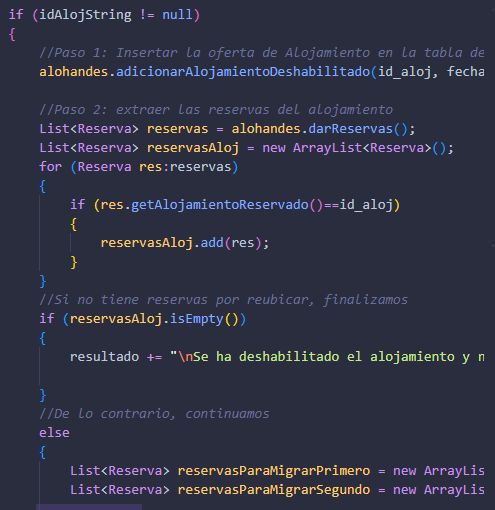 if (idAlojString != null)
{
//Paso 1: Insertar la oferta de Alojamiento en la tabla de
alohandes.adicionarAlojamientoDeshabilitado(id_aloj, fecha
//Paso 2: extraer las reservas del alojamiento
List<Reserva> reservas = alohandes.darReservas();
List<Reserva> reservasAloj = new ArrayList<Reserva>();
for (Reserva res:reservas)
{
if (res.getAlojamientoReservado()==id_aloj)
{
reservasAloj.add(res);
}
}
//Si no tiene reservas por reubicar, finalizamos
if (reservasAloj.isEmpty())
{
resultado += "\nSe ha deshabilitado el alojamiento y n
}
//De lo contrario, continuamos
else
{
List<Reserva> reservasParaMigrarPrimero = new ArrayLis
List<Reserva> reservasParaMigrarSegundo = new ArrayLis